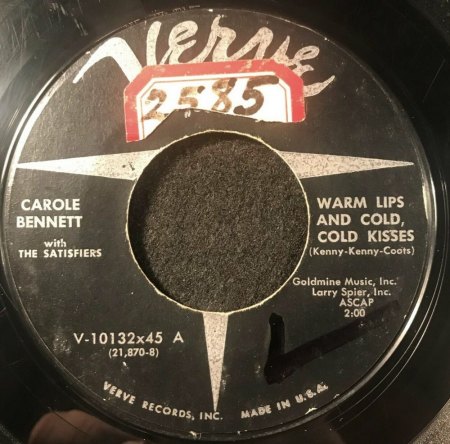 Verve
2585
CAROLE
BENNETT
with
THE SATISFIERS
WARM LIPS
AND COLD,
COLD KISSES
(Kenny-Kenny-Coots)
Goldmine Music, Inc.
Larry Spier, Inc.
ASCAP
2:00
V-10132x45 A
(21,870-8)
VERVE RECORDS, INC. MADE IN U.S.A.